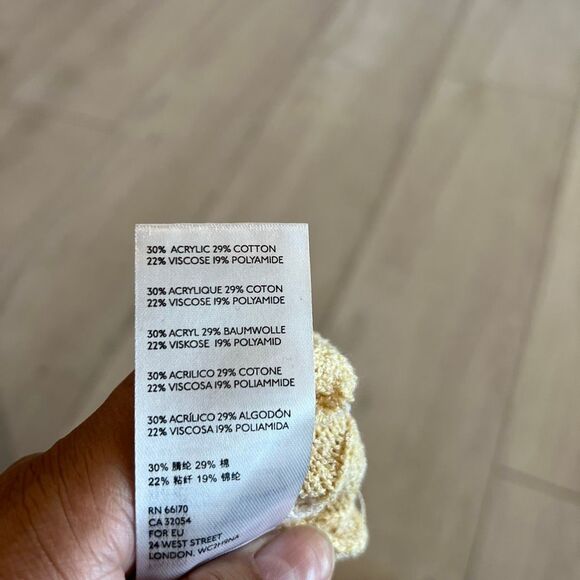 30% ACRYLIC 29% COTTON
22% VISCOSE 19% POLYAMIDE
30% ACRYLIQUE 29% COTON
22% VISCOSE 19% POLYAMIDE
30% ACRYL 29% BAUMWOLLE
22% VISKOSE 19% POLYAMID
30% ACRILICO 29% COTONE
22% VISCOSA 19% POLIAMMIDE
30% ACRÍLICO 29% ALGODÓN
22% VISCOSA 19% POLIAMIDA
30% 腈纶 29% 棉
22% 粘纤 19% 锦纶
RN 66170
CA 32054
FOR EU
24 WEST STREET
LONDON, WC2H9NA